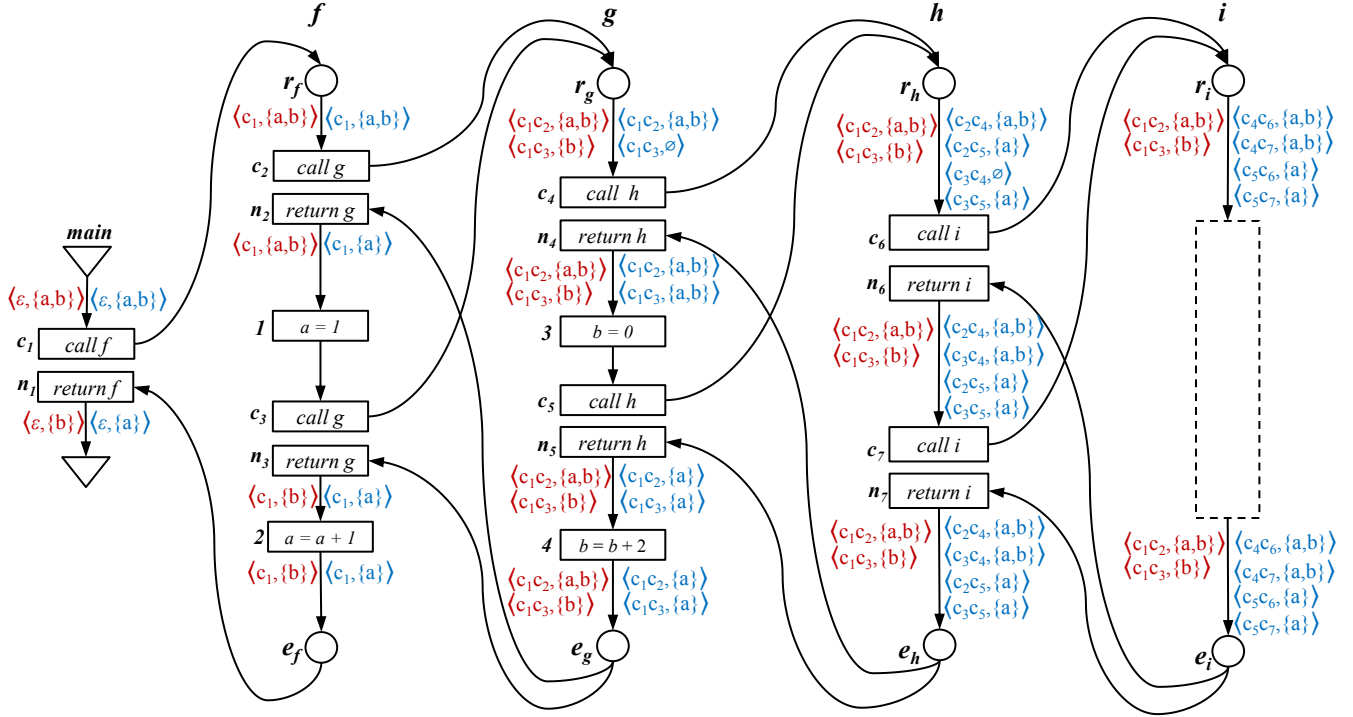 f
g
h
i
r_f
⟨c₁,{a,b}⟩ ⟨c₁,{a,b}⟩
c₂ call g
n₂ return g
⟨c₁,{a,b}⟩ ⟨c₁,{a}⟩
main
⟨ε,{a,b}⟩ ⟨ε,{a,b}⟩
c₁ call f
n₁ return f
⟨ε,{b}⟩ ⟨ε,{a}⟩
1 a = 1
c₃ call g
n₃ return g
⟨c₁,{b}⟩ ⟨c₁,{a}⟩
2 a = a + 1
⟨c₁,{b}⟩ ⟨c₁,{a}⟩
e_f
r_g
⟨c₁c₂,{a,b}⟩ ⟨c₁c₂,{a,b}⟩
⟨c₁c₃,{b}⟩ ⟨c₁c₃,∅⟩
c₄ call h
n₄ return h
⟨c₁c₂,{a,b}⟩ ⟨c₁c₂,{a,b}⟩
⟨c₁c₃,{b}⟩ ⟨c₁c₃,{a,b}⟩
3 b = 0
c₅ call h
n₅ return h
⟨c₁c₂,{a,b}⟩ ⟨c₁c₂,{a}⟩
⟨c₁c₃,{b}⟩ ⟨c₁c₃,{a}⟩
4 b = b + 2
⟨c₁c₂,{a,b}⟩ ⟨c₁c₂,{a}⟩
⟨c₁c₃,{b}⟩ ⟨c₁c₃,{a}⟩
e_g
r_h
⟨c₁c₂,{a,b}⟩ ⟨c₂c₄,{a,b}⟩
⟨c₁c₃,{b}⟩ ⟨c₂c₅,{a}⟩
⟨c₃c₄,∅⟩
⟨c₃c₅,{a}⟩
c₆ call i
n₆ return i
⟨c₁c₂,{a,b}⟩ ⟨c₂c₄,{a,b}⟩
⟨c₁c₃,{b}⟩ ⟨c₃c₄,{a,b}⟩
⟨c₂c₅,{a}⟩
⟨c₃c₅,{a}⟩
c₇ call i
n₇ return i
⟨c₁c₂,{a,b}⟩ ⟨c₂c₄,{a,b}⟩
⟨c₁c₃,{b}⟩ ⟨c₃c₄,{a,b}⟩
⟨c₂c₅,{a}⟩
⟨c₃c₅,{a}⟩
e_h
r_i
⟨c₁c₂,{a,b}⟩ ⟨c₄c₆,{a,b}⟩
⟨c₁c₃,{b}⟩ ⟨c₄c₇,{a,b}⟩
⟨c₅c₆,{a}⟩
⟨c₅c₇,{a}⟩
⟨c₁c₂,{a,b}⟩ ⟨c₄c₆,{a,b}⟩
⟨c₁c₃,{b}⟩ ⟨c₄c₇,{a,b}⟩
⟨c₅c₆,{a}⟩
⟨c₅c₇,{a}⟩
e_i